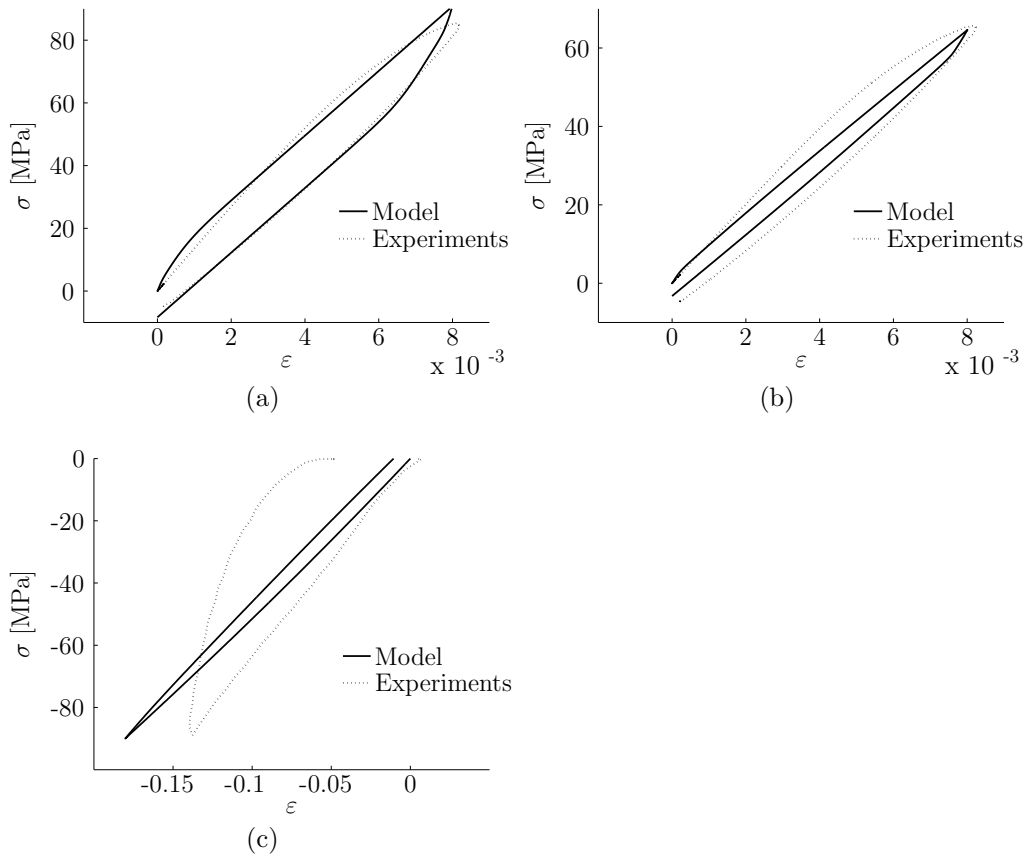 80
60
40
20
0
σ [MPa]
Model
Experiments
0 2 4 6 8
ε
x 10 -3
(a)
60
40
20
0
σ [MPa]
Model
Experiments
0 2 4 6 8
ε
x 10 -3
(b)
0
-20
-40
-60
-80
σ [MPa]
Model
Experiments
-0.15 -0.1 -0.05 0
ε
(c)